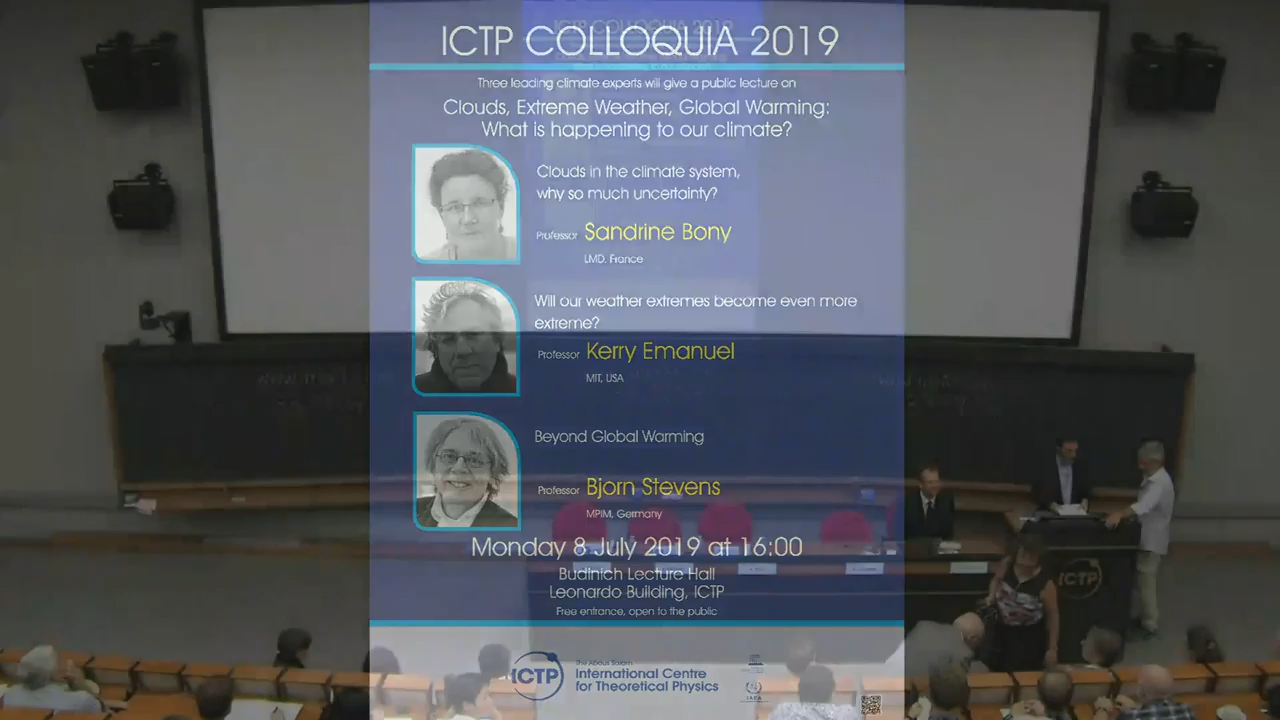 ICTP COLLOQUIA 2019
Three leading climate experts will give a public lecture on
Clouds, Extreme Weather, Global Warming:
What is happening to our climate?
Clouds in the climate system,
why so much uncertainty?
Professor Sandrine Bony
LMD, France
Will our weather extremes become even more
extreme?
Professor Kerry Emanuel
MIT, USA
Beyond Global Warming
Professor Bjorn Stevens
MPIM, Germany
Monday 8 July 2019 at 16:00
Budinich Lecture Hall
Leonardo Building, ICTP
Free entrance, open to the public
ICTP
The Abdus Salam
International Centre
for Theoretical Physics
IAEA
ICTP